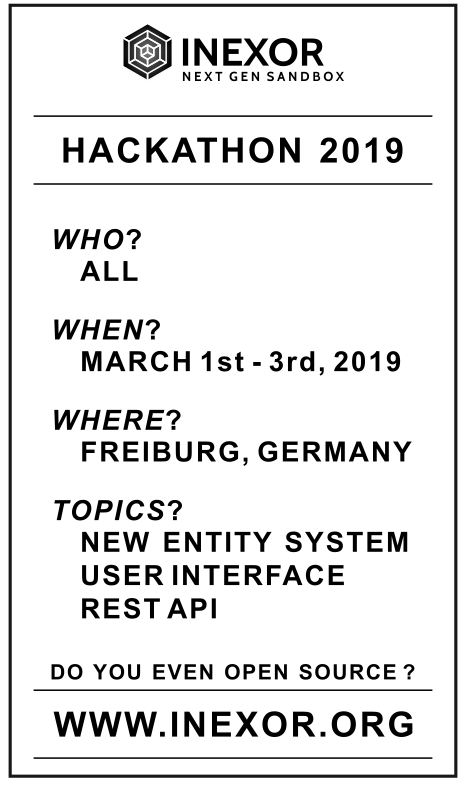 INEXOR
NEXT GEN SANDBOX
HACKATHON 2019
WHO?
ALL
WHEN?
MARCH 1st - 3rd, 2019
WHERE?
FREIBURG, GERMANY
TOPICS?
NEW ENTITY SYSTEM
USER INTERFACE
REST API
DO YOU EVEN OPEN SOURCE?
WWW.INEXOR.ORG